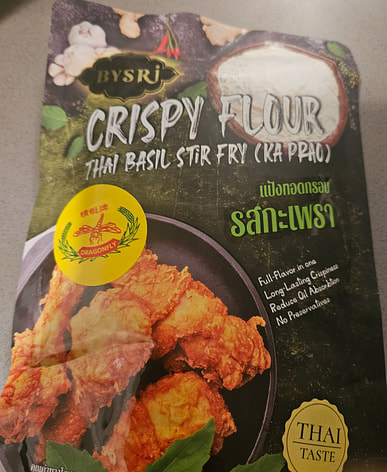 BYSRI
CRISPY FLOUR
THAI BASIL STIR FRY (KA PRAO)
แป้งทอดกรอบ
รสกะเพรา
DRAGONFLY
Full-Flavor in one
Long-Lasting Crispiness
Reduce Oil Absorbtion
No Preservatives
THAI
TASTE